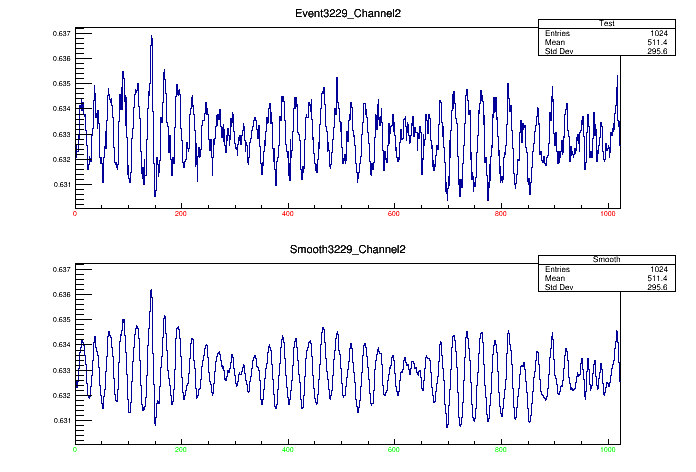 Event3229_Channel2
Test
Entries 1024
Mean 511.4
Std Dev 295.6
0.637
0.636
0.635
0.634
0.633
0.632
0.631
0 200 400 600 800 1000
Smooth3229_Channel2
Smooth
Entries 1024
Mean 511.4
Std Dev 295.6
0.637
0.636
0.635
0.634
0.633
0.632
0.631
0 200 400 600 800 1000